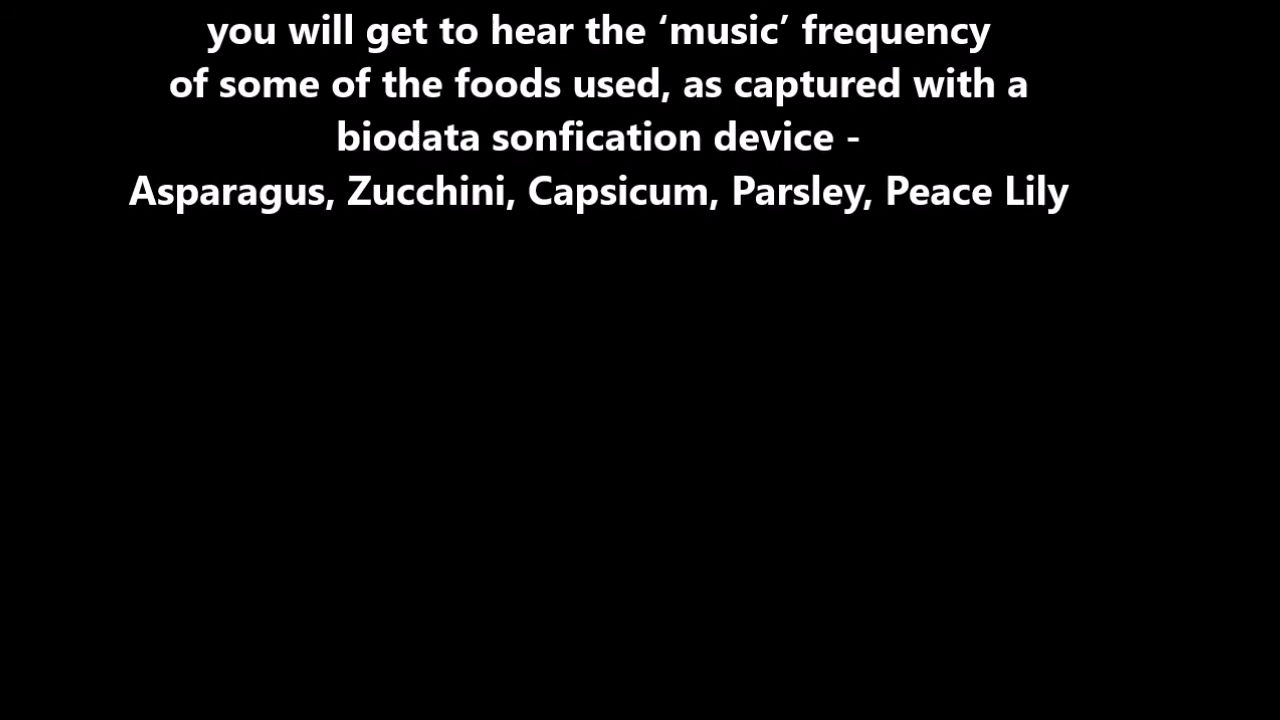 you will get to hear the ‘music’ frequency
of some of the foods used, as captured with a
biodata sonfication device -
Asparagus, Zucchini, Capsicum, Parsley, Peace Lily